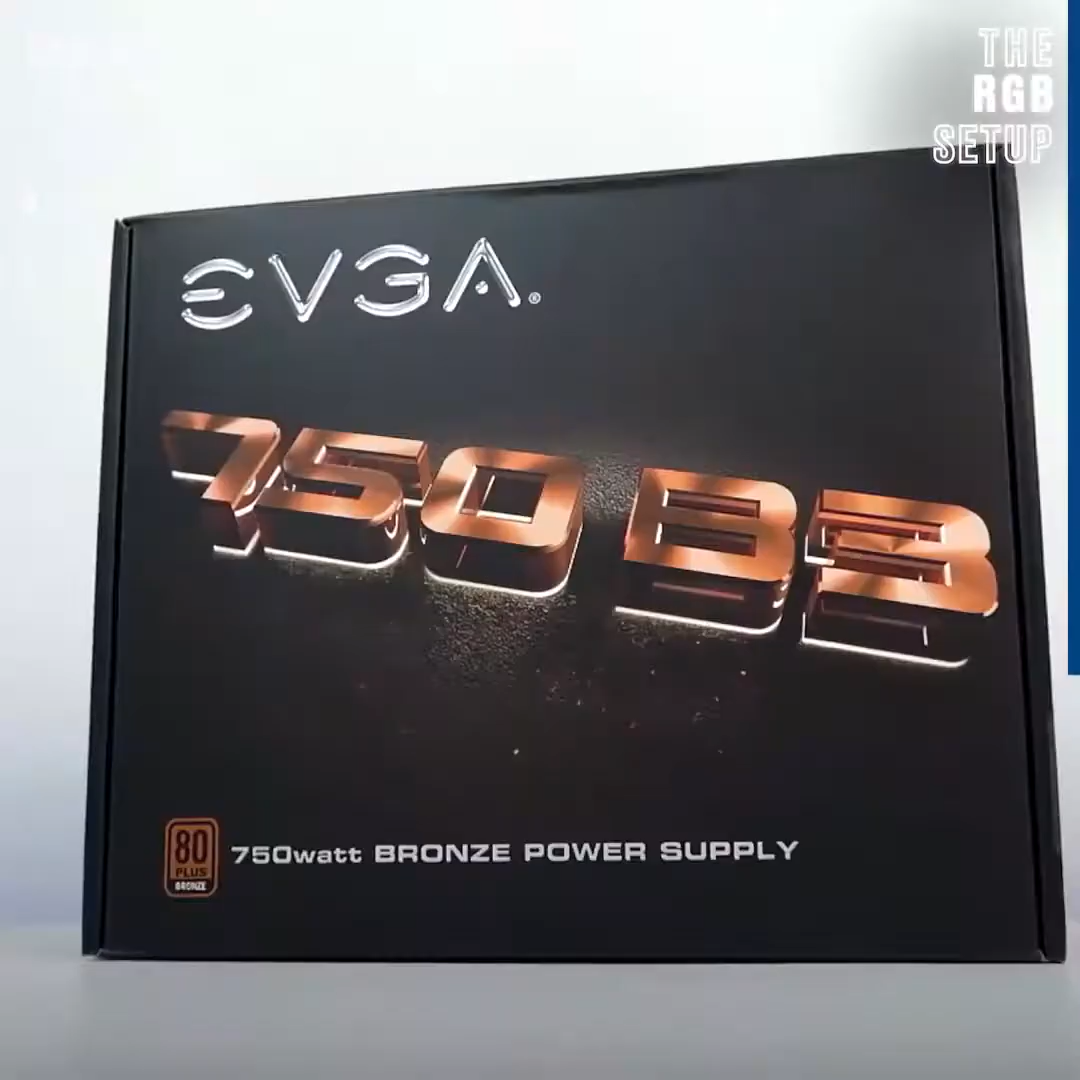 THE
RGB
SETUP
EVGA®
750 B3
80
PLUS
BRONZE
750watt BRONZE POWER SUPPLY